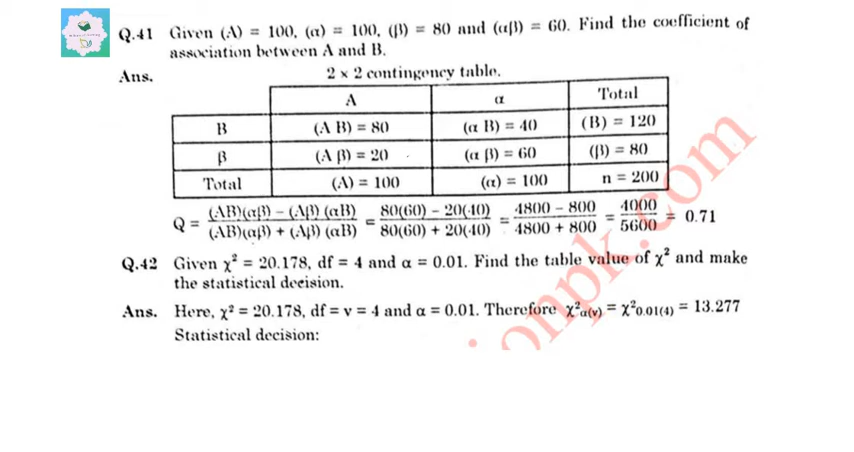 Q.41 Given (A) = 100, (α) = 100, (β) = 80 and (αβ) = 60. Find the coefficient of
association between A and B.
Ans. 2 × 2 contingency table.
A α Total
B (A B) = 80 (α B) = 40 (B) = 120
β (A β) = 20 (α β) = 60 (β) = 80
Total (A) = 100 (α) = 100 n = 200
Q = (AB)(αβ) – (Aβ) (αB) / (AB)(αβ) + (Aβ) (αB) = 80(60) – 20(40) / 80(60) + 20(40) = 4800 – 800 / 4800 + 800 = 4000 / 5600 = 0.71
Q.42 Given χ² = 20.178, df = 4 and α = 0.01. Find the table value of χ² and make
the statistical decision.
Ans. Here, χ² = 20.178, df = v = 4 and α = 0.01. Therefore χ²α(v) = χ²0.01(4) = 13.277
Statistical decision:
onpk.com